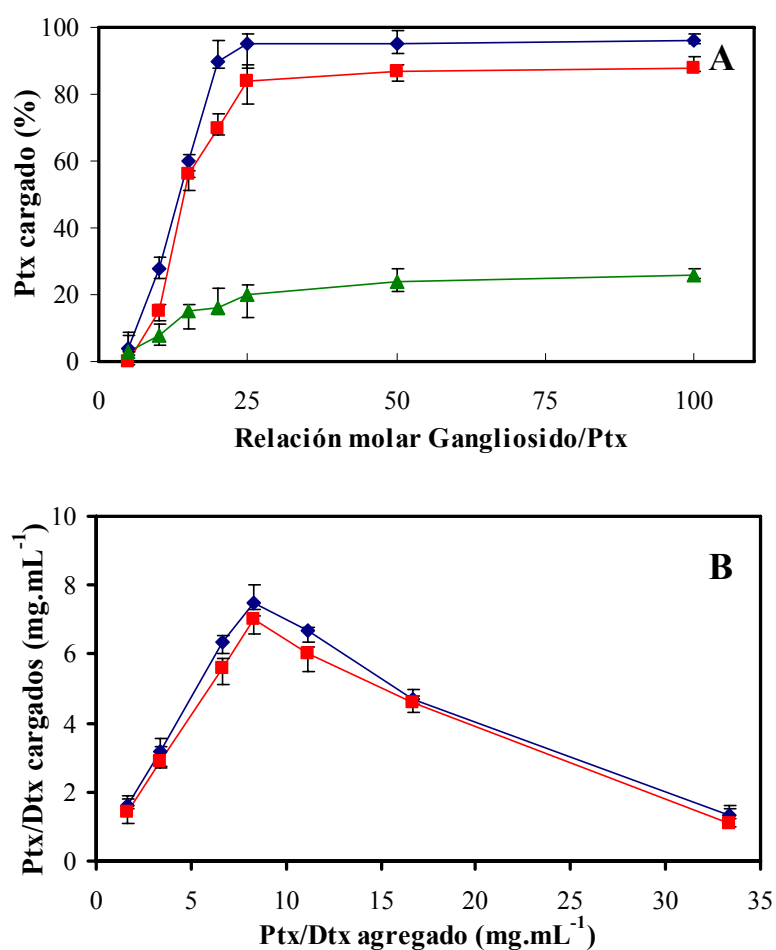 100
A
80
60
40
20
0
Ptx cargado (%)
0 25 50 75 100
Relación molar Gangliosido/Ptx
10
B
8
6
4
2
0
Ptx/Dtx cargados (mg.mL⁻¹)
0 5 10 15 20 25 30 35
Ptx/Dtx agregado (mg.mL⁻¹)